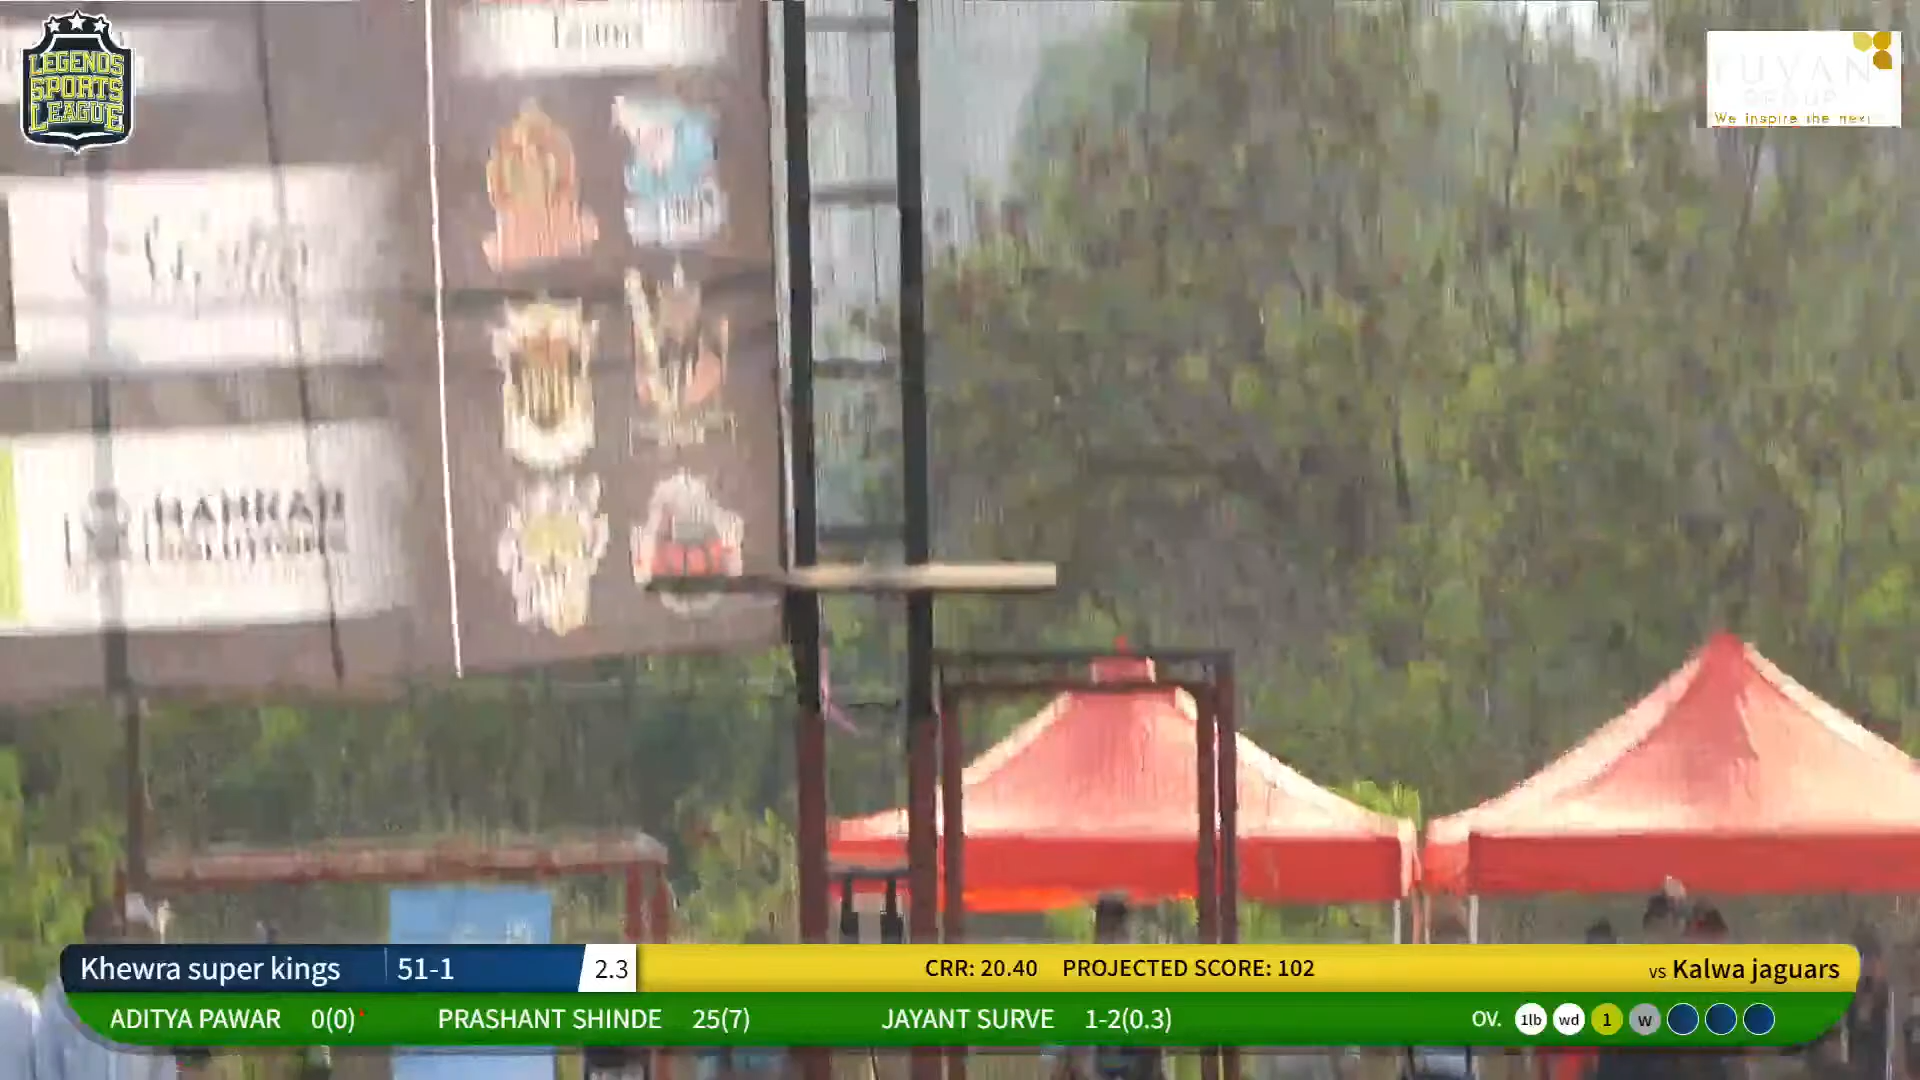 LEGENDS
SPORTS
LEAGUE
We inspire the next
Khewra super kings 51-1 2.3 CRR: 20.40 PROJECTED SCORE: 102 vs Kalwa jaguars
ADITYA PAWAR 0(0)* PRASHANT SHINDE 25(7) JAYANT SURVE 1-2(0.3) OV. 1lb wd 1 w